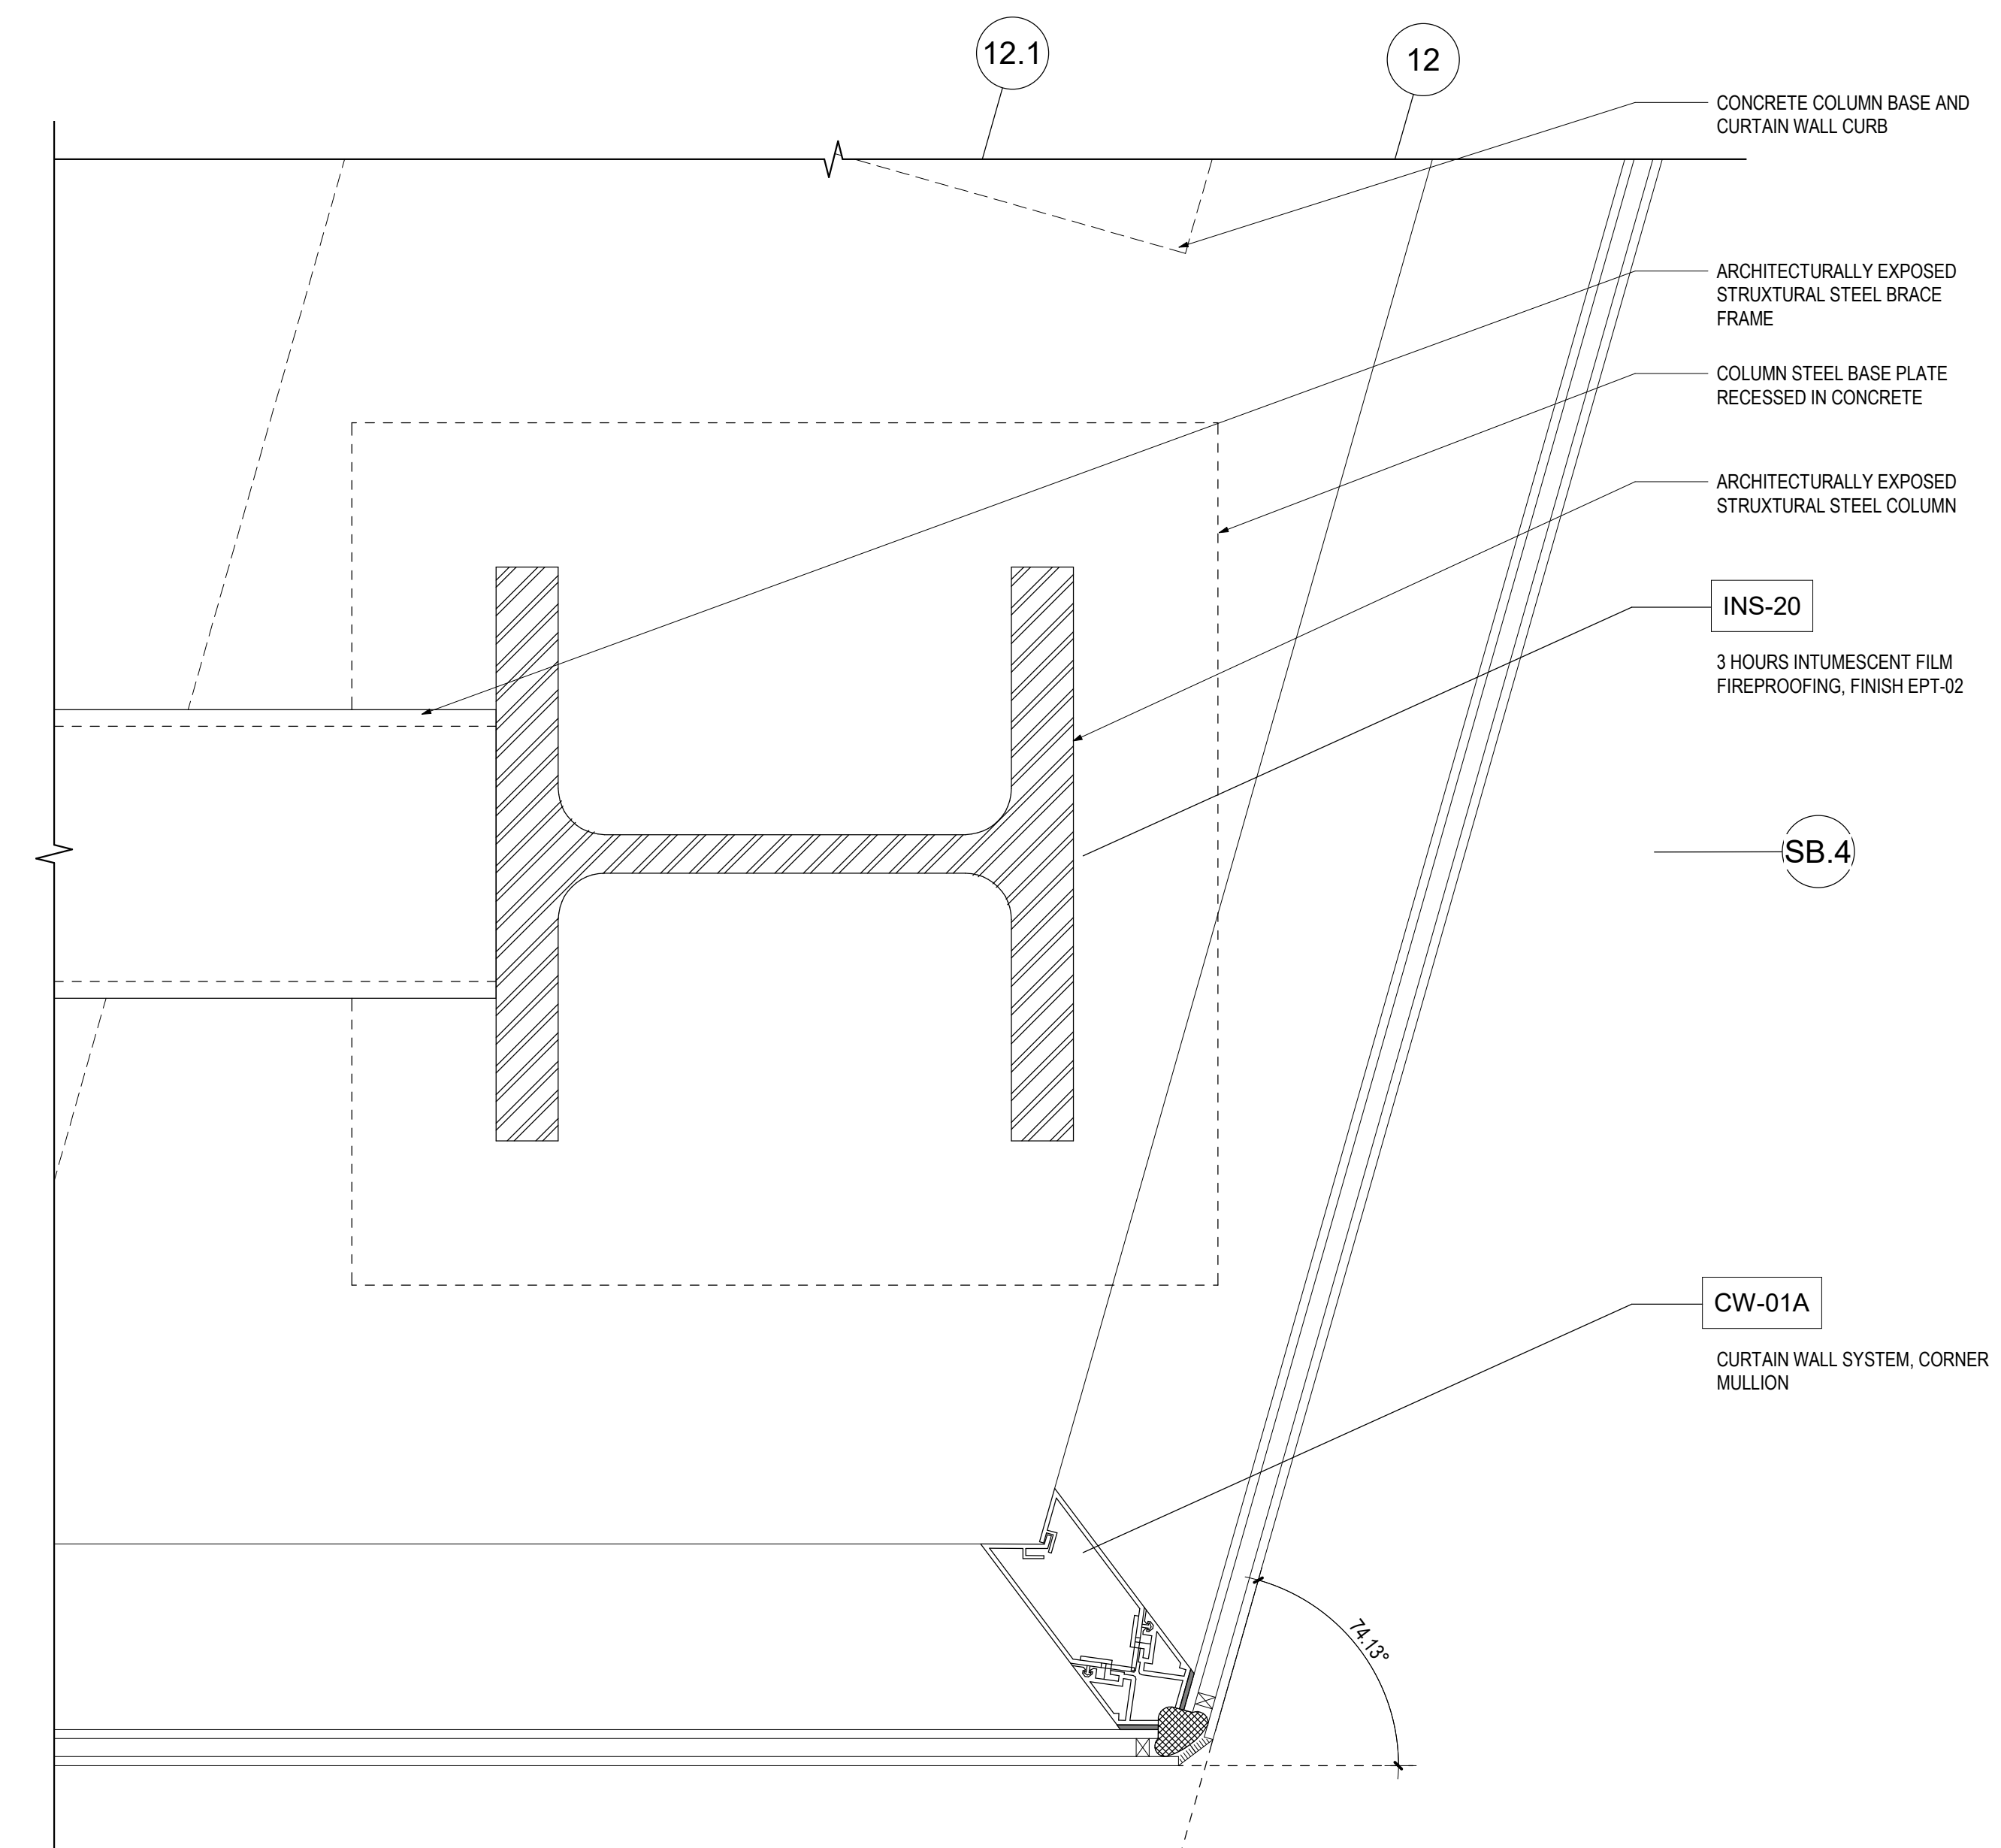 12.1
12
CONCRETE COLUMN BASE AND
CURTAIN WALL CURB
ARCHITECTURALLY EXPOSED
STRUXTURAL STEEL BRACE
FRAME
COLUMN STEEL BASE PLATE
RECESSED IN CONCRETE
ARCHITECTURALLY EXPOSED
STRUXTURAL STEEL COLUMN
INS-20
3 HOURS INTUMESCENT FILM
FIREPROOFING, FINISH EPT-02
SB.4
CW-01A
CURTAIN WALL SYSTEM, CORNER
MULLION
74.13°